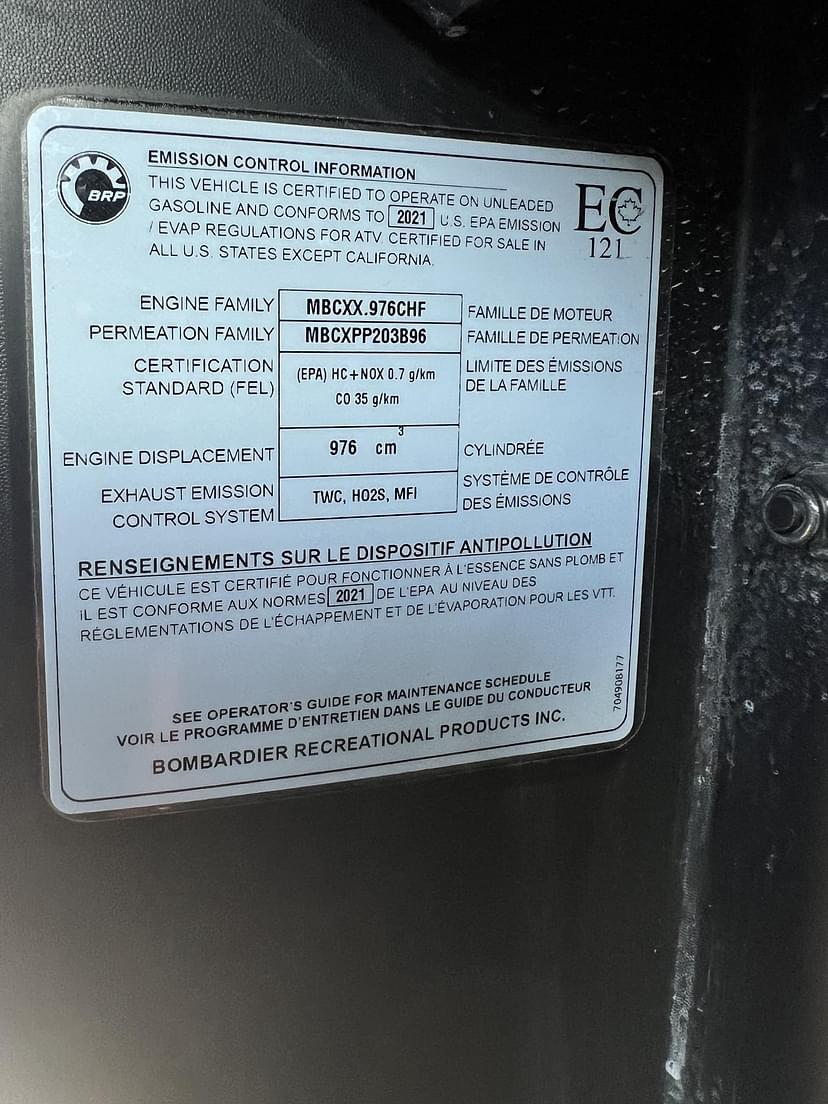 BRP
EMISSION CONTROL INFORMATION
THIS VEHICLE IS CERTIFIED TO OPERATE ON UNLEADED
GASOLINE AND CONFORMS TO 2021 U.S. EPA EMISSION
/ EVAP REGULATIONS FOR ATV. CERTIFIED FOR SALE IN
ALL U.S. STATES EXCEPT CALIFORNIA.
EC
121
ENGINE FAMILY MBCXX.976CHF FAMILLE DE MOTEUR
PERMEATION FAMILY MBCXPP203B96 FAMILLE DE PERMEATION
CERTIFICATION (EPA) HC+NOX 0.7 g/km LIMITE DES ÉMISSIONS
STANDARD (FEL) CO 35 g/km DE LA FAMILLE
ENGINE DISPLACEMENT 976 cm³ CYLINDRÉE
EXHAUST EMISSION TWC, HO2S, MFI SYSTÈME DE CONTRÔLE
CONTROL SYSTEM DES ÉMISSIONS
RENSEIGNEMENTS SUR LE DISPOSITIF ANTIPOLLUTION
CE VÉHICULE EST CERTIFIÉ POUR FONCTIONNER À L'ESSENCE SANS PLOMB ET
IL EST CONFORME AUX NORMES 2021 DE L'EPA AU NIVEAU DES
RÉGLEMENTATIONS DE L'ÉCHAPPEMENT ET DE L'ÉVAPORATION POUR LES VTT.
SEE OPERATOR'S GUIDE FOR MAINTENANCE SCHEDULE
VOIR LE PROGRAMME D'ENTRETIEN DANS LE GUIDE DU CONDUCTEUR
BOMBARDIER RECREATIONAL PRODUCTS INC.
704908177